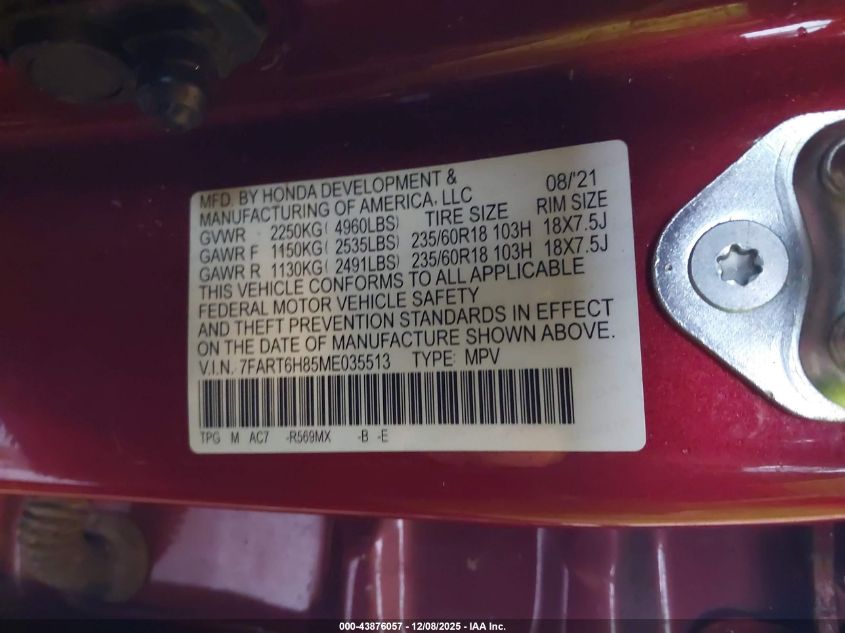 MFD. BY HONDA DEVELOPMENT & 08/'21
MANUFACTURING OF AMERICA, LLC
GVWR 2250KG( 4960LBS) TIRE SIZE RIM SIZE
GAWR F 1150KG( 2535LBS) 235/60R18 103H 18X7.5J
GAWR R 1130KG( 2491LBS) 235/60R18 103H 18X7.5J
THIS VEHICLE CONFORMS TO ALL APPLICABLE
FEDERAL MOTOR VEHICLE SAFETY
AND THEFT PREVENTION STANDARDS IN EFFECT
ON THE DATE OF MANUFACTURE SHOWN ABOVE.
V.I.N. 7FART6H85ME035513 TYPE: MPV
TPG M AC7 -R569MX -B -E
000-43876057 - 12/08/2025 - IAA Inc.